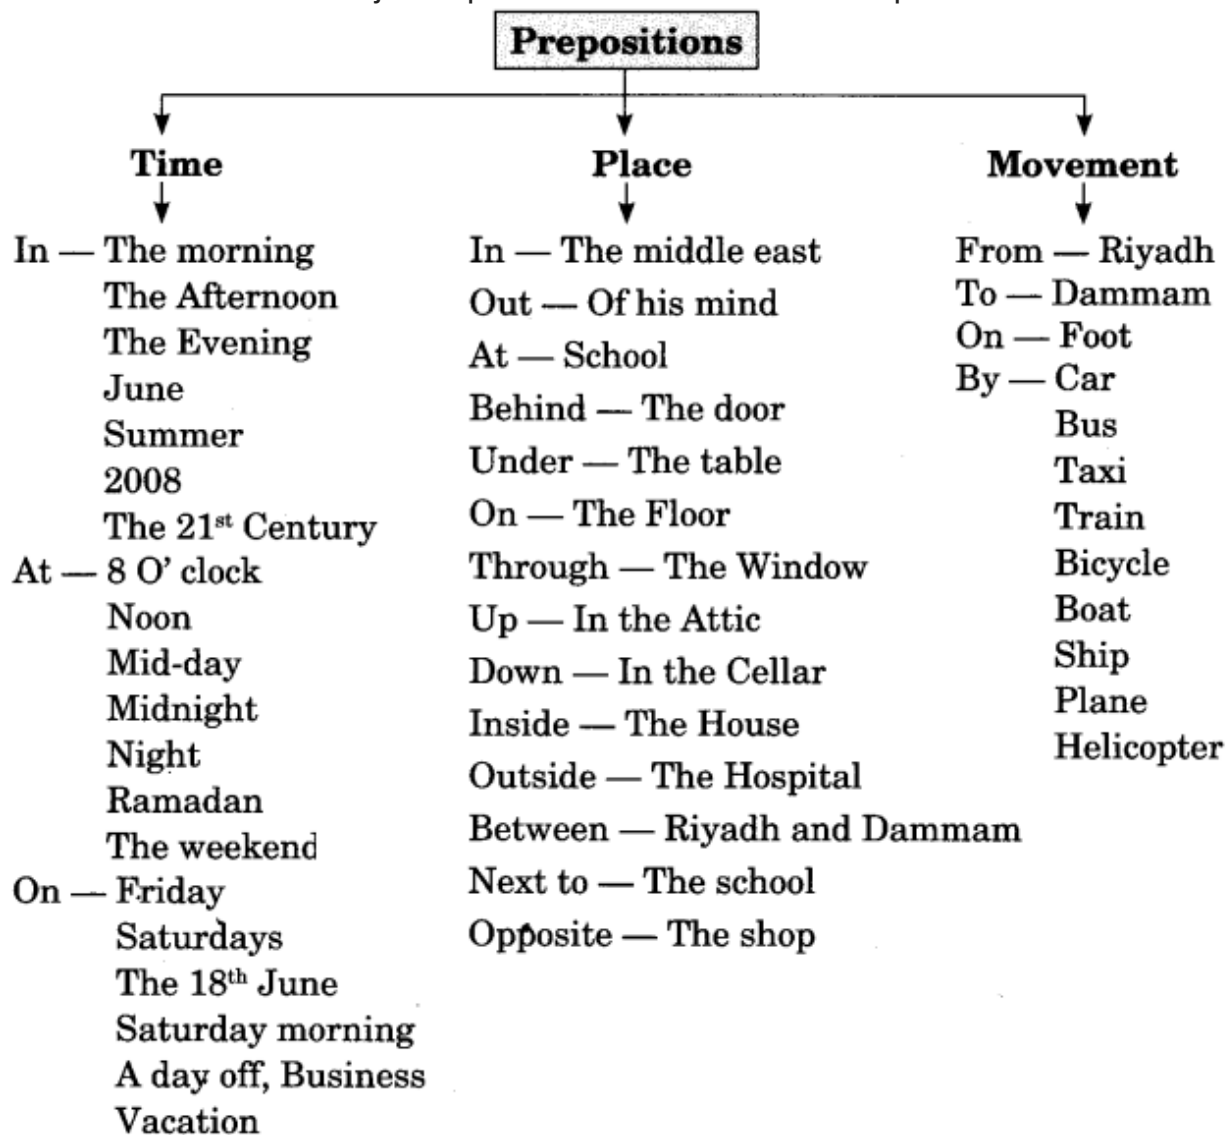 Prepositions
Time
In — The morning
The Afternoon
The Evening
June
Summer
2008
The 21st Century
At — 8 O' clock
Noon
Mid-day
Midnight
Night
Ramadan
The weekend
On — Friday
Saturdays
The 18th June
Saturday morning
A day off, Business
Vacation
Place
In — The middle east
Out — Of his mind
At — School
Behind — The door
Under — The table
On — The Floor
Through — The Window
Up — In the Attic
Down — In the Cellar
Inside — The House
Outside — The Hospital
Between — Riyadh and Dammam
Next to — The school
Opposite — The shop
Movement
From — Riyadh
To — Dammam
On — Foot
By — Car
Bus
Taxi
Train
Bicycle
Boat
Ship
Plane
Helicopter